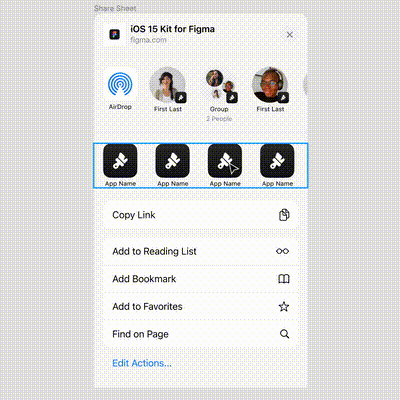 Share Sheet
iOS 15 Kit for Figma
figma.com
AirDrop
First Last
Group
2 People
First Last
App Name
App Name
App Name
App Name
Copy Link
Add to Reading List
Add Bookmark
Add to Favorites
Find on Page
Edit Actions...